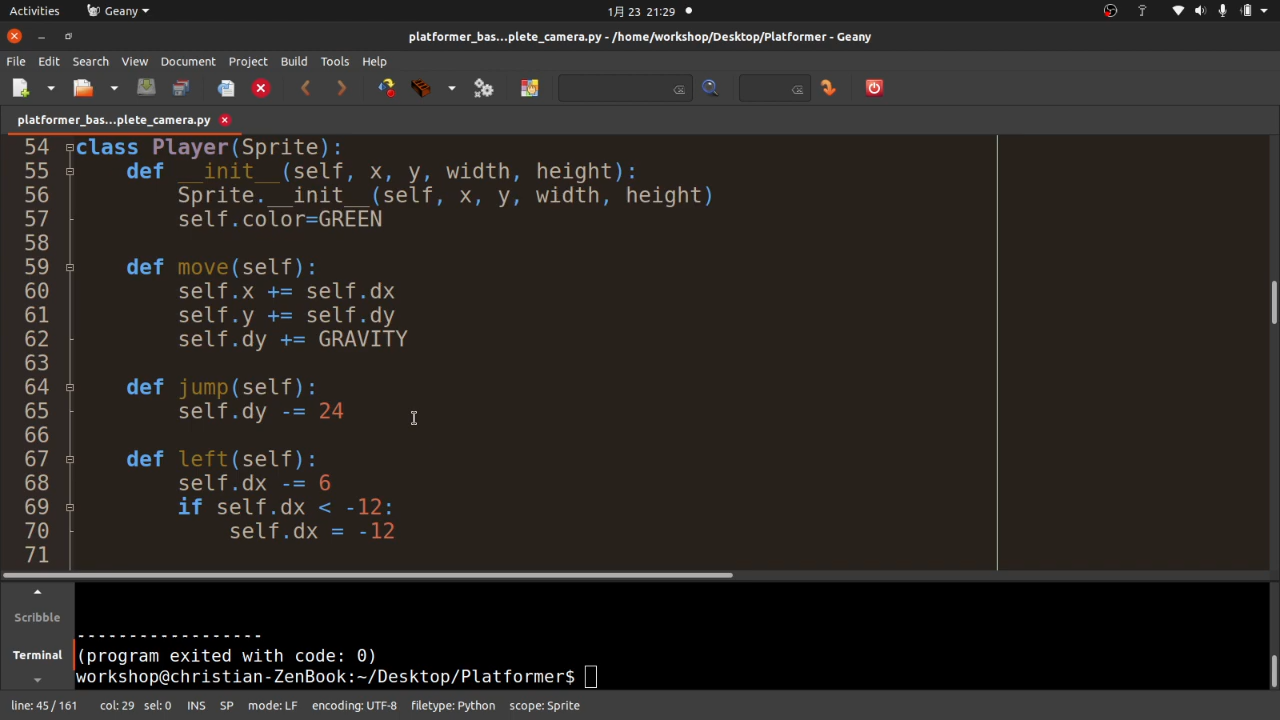 Activities Geany 1月 23 21:29
platformer_bas...plete_camera.py - /home/workshop/Desktop/Platformer - Geany
File Edit Search View Document Project Build Tools Help
platformer_bas...plete_camera.py
54 class Player(Sprite):
55     def __init__(self, x, y, width, height):
56         Sprite.__init__(self, x, y, width, height)
57         self.color=GREEN
58
59     def move(self):
60         self.x += self.dx
61         self.y += self.dy
62         self.dy += GRAVITY
63
64     def jump(self):
65         self.dy -= 24
66
67     def left(self):
68         self.dx -= 6
69         if self.dx < -12:
70             self.dx = -12
71
Scribble
Terminal
------------------
(program exited with code: 0)
workshop@christian-ZenBook:~/Desktop/Platformer$
line: 45 / 161 col: 29 sel: 0 INS SP mode: LF encoding: UTF-8 filetype: Python scope: Sprite